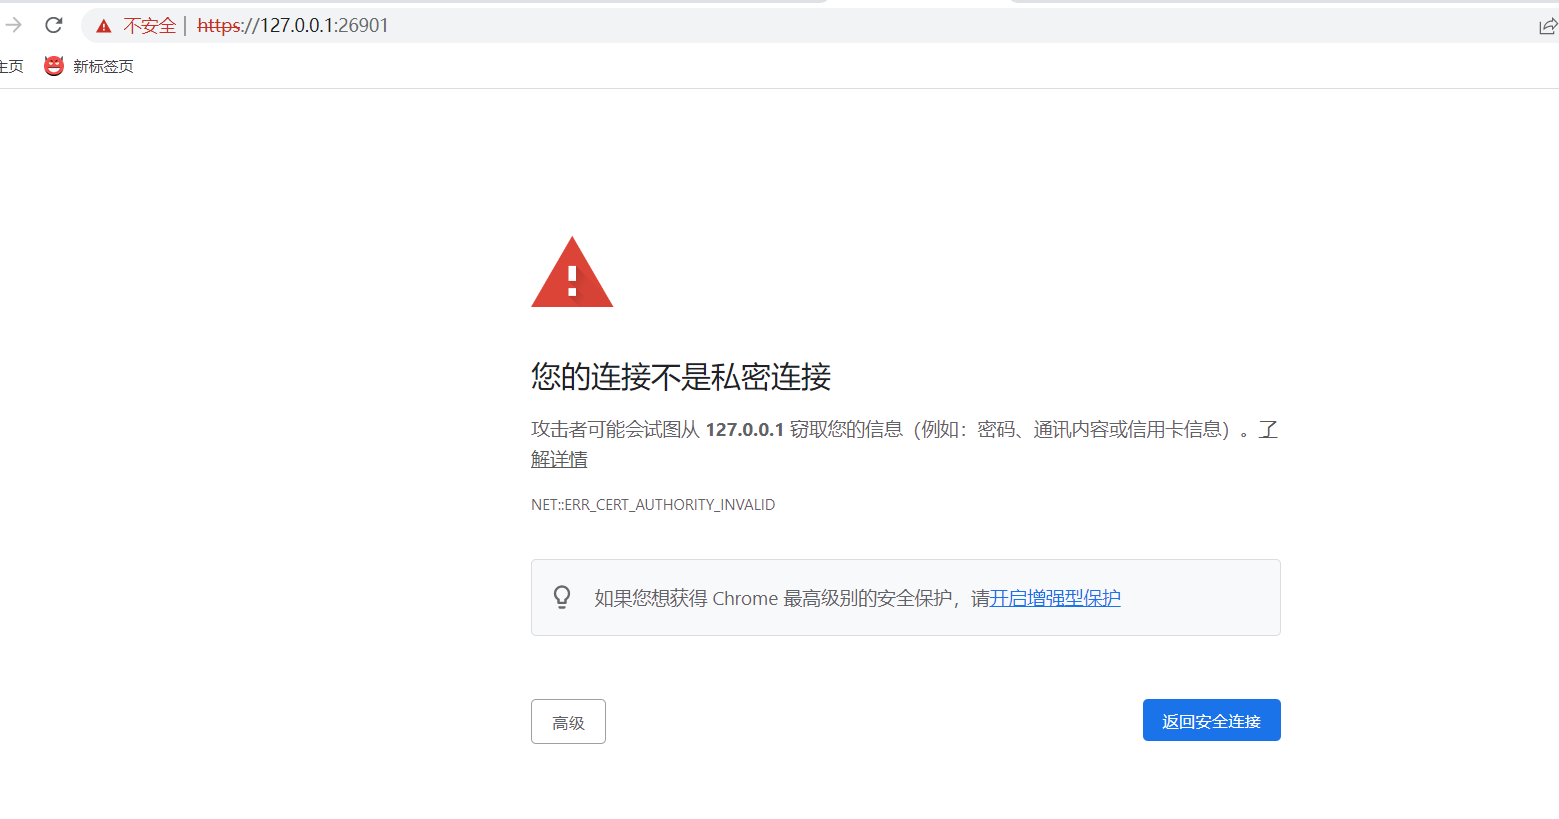 不安全 | https://127.0.0.1:26901
主页 新标签页
您的连接不是私密连接
攻击者可能会试图从 127.0.0.1 窃取您的信息（例如：密码、通讯内容或信用卡信息）。了
解详情
NET::ERR_CERT_AUTHORITY_INVALID
如果您想获得 Chrome 最高级别的安全保护，请开启增强型保护
高级
返回安全连接